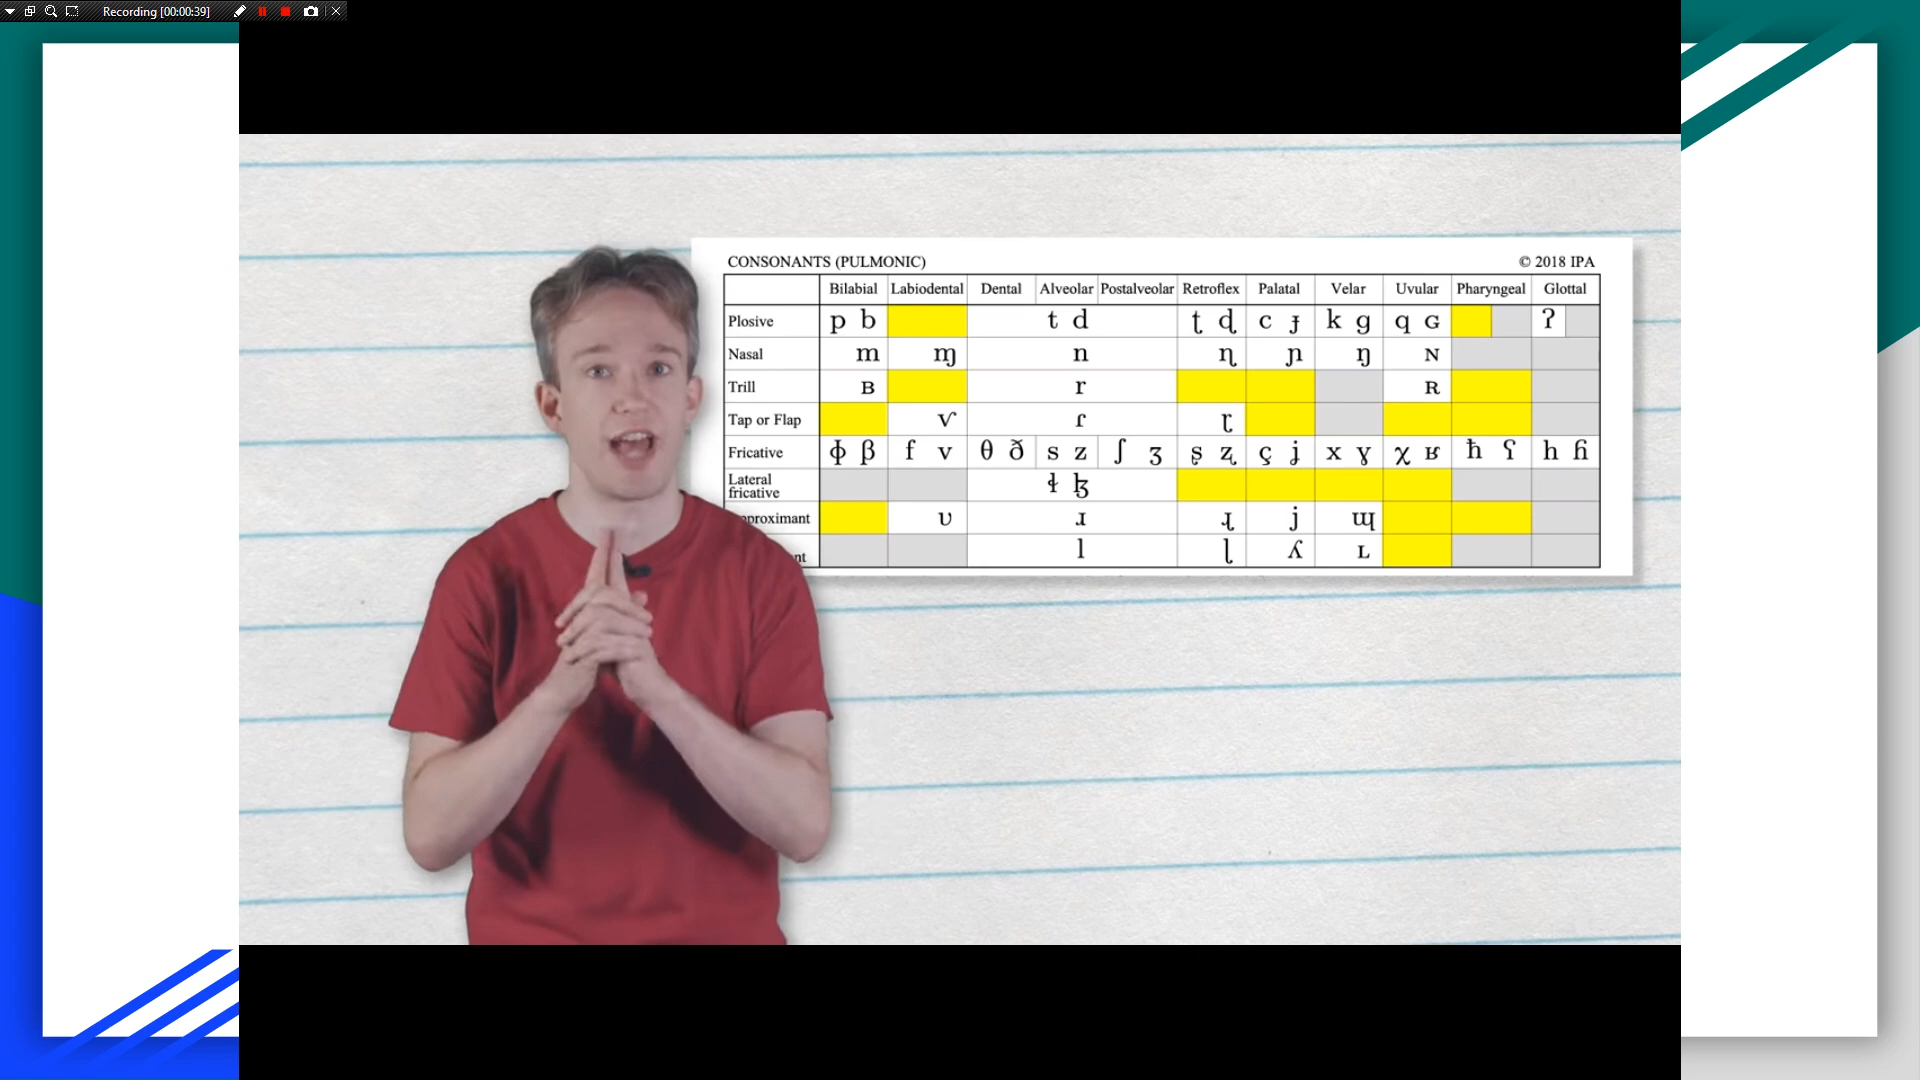 Recording [00:00:39]
CONSONANTS (PULMONIC) © 2018 IPA
Bilabial Labiodental Dental Alveolar Postalveolar Retroflex Palatal Velar Uvular Pharyngeal Glottal
Plosive p b t d ʈ ɖ c ɟ k ɡ q ɢ ʔ
Nasal m ɱ n ɳ ɲ ŋ ɴ
Trill ʙ r ʀ
Tap or Flap ⱱ ɾ ɽ
Fricative ɸ β f v θ ð s z ʃ ʒ ʂ ʐ ç ʝ x ɣ χ ʁ ħ ʕ h ɦ
Lateral
fricative ɬ ɮ
proximant ʋ ɹ ɻ j ɰ
nt l ɭ ʎ ʟ